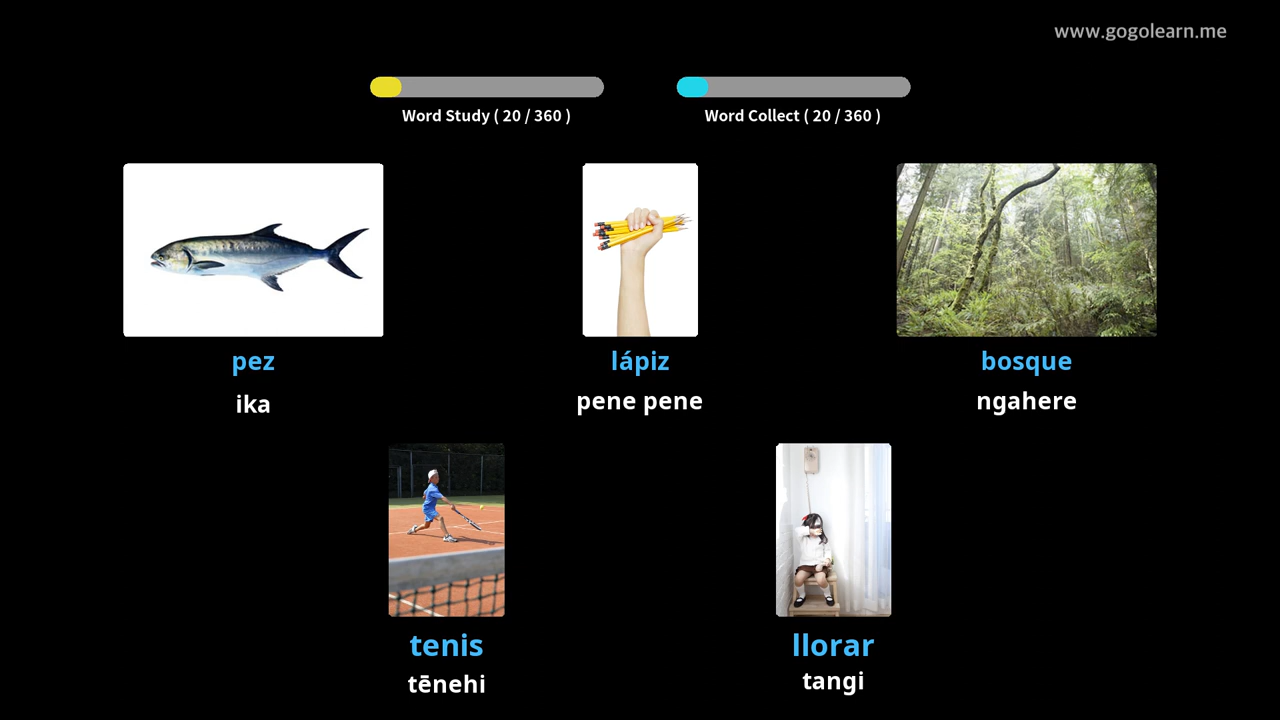 www.gogolearn.me
Word Study ( 20 / 360 )
Word Collect ( 20 / 360 )
pez
lápiz
bosque
ika
pene pene
ngahere
tenis
llorar
tēnehi
tangi